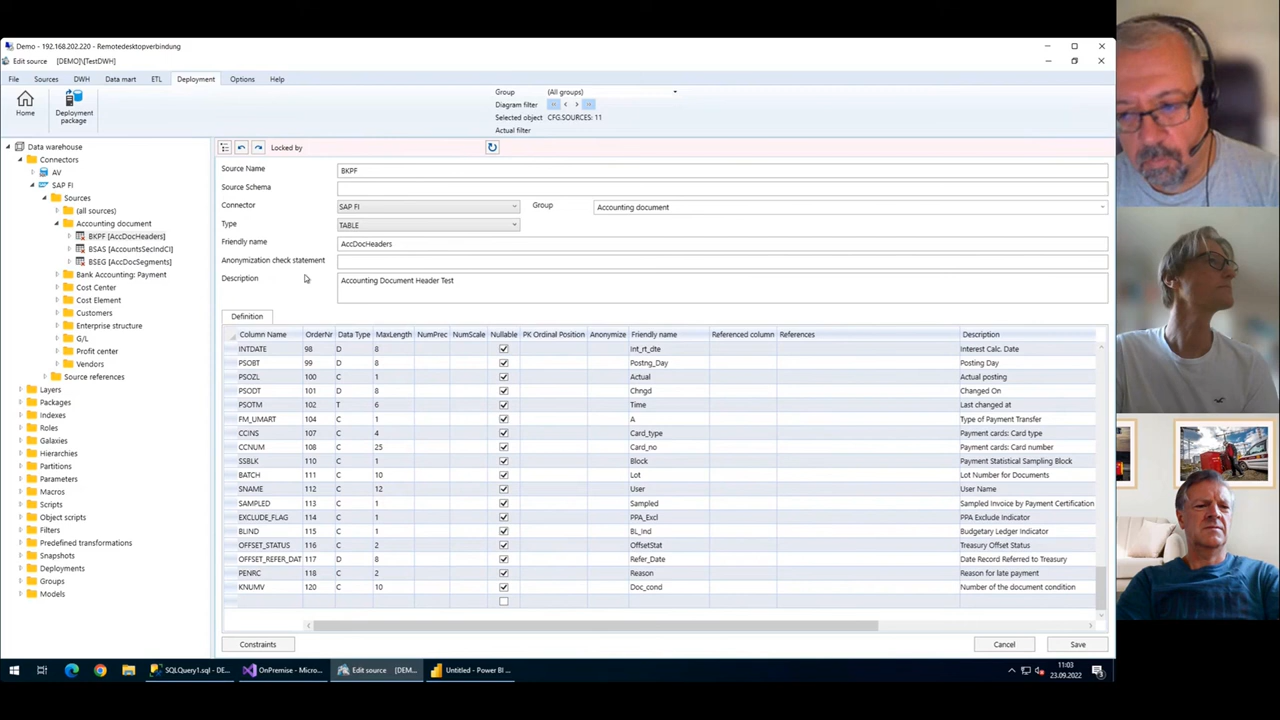 Demo - 192.168.202.220 - Remotedesktopverbindung
Edit source [DEMO]\[TestDWH]
File Sources DWH Data mart ETL Deployment Options Help
Home
Deployment package
Group (All groups)
Diagram filter
Selected object CFG.SOURCES: 11
Actual filter
Data warehouse
Connectors
AV
SAP FI
Sources
(all sources)
Accounting document
BKPF [AccDocHeaders]
BSAS [AccountsSecIndCl]
BSEG [AccDocSegments]
Bank Accounting: Payment
Cost Center
Cost Element
Customers
Enterprise structure
G/L
Profit center
Vendors
Source references
Layers
Packages
Indexes
Roles
Galaxies
Hierarchies
Partitions
Parameters
Macros
Scripts
Object scripts
Filters
Predefined transformations
Snapshots
Deployments
Groups
Models
Locked by
Source Name BKPF
Source Schema
Connector SAP FI Group Accounting document
Type TABLE
Friendly name AccDocHeaders
Anonymization check statement
Description Accounting Document Header Test
Definition
Column Name OrderNr Data Type MaxLength NumPrec NumScale Nullable PK Ordinal Position Anonymize Friendly name Referenced column References Description
INTDATE 98 D 8 Int_rt_dte Interest Calc. Date
PSOBT 99 D 8 Postng_Day Posting Day
PSOZL 100 C 1 Actual Actual posting
PSODT 101 D 8 Chngd Changed On
PSOTM 102 T 6 Time Last changed at
FM_UMART 104 C 1 A Type of Payment Transfer
CCINS 107 C 4 Card_type Payment cards: Card type
CCNUM 108 C 25 Card_no Payment cards: Card number
SSBLK 110 C 1 Block Payment Statistical Sampling Block
BATCH 111 C 10 Lot Lot Number for Documents
SNAME 112 C 12 User User Name
SAMPLED 113 C 1 Sampled Sampled Invoice by Payment Certification
EXCLUDE_FLAG 114 C 1 PPA_Excl PPA Exclude Indicator
BLIND 115 C 1 BL_Ind Budgetary Ledger Indicator
OFFSET_STATUS 116 C 2 OffsetStat Treasury Offset Status
OFFSET_REFER_DAT 117 D 8 Refer_Date Date Record Referred to Treasury
PENRC 118 C 2 Reason Reason for late payment
KNUMV 120 C 10 Doc_cond Number of the document condition
Constraints Cancel Save
SQLQuery1.sql - DE... OnPremise - Micros... Edit source [DEM... Untitled - Power BI ...
11:03
23.09.2022